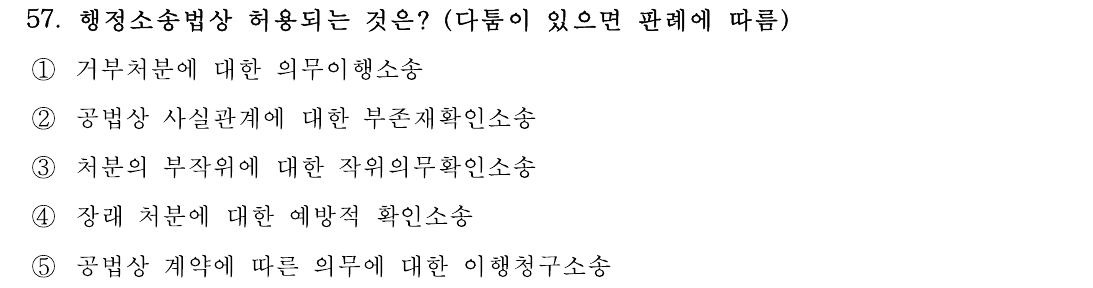 57. 행정소송법상 허용되는 것은? (다툼이 있으면 판례에 따름)
① 거부처분에 대한 의무이행소송
② 공법상 사실관계에 대한 부존재확인소송
③ 처분의 부작위에 대한 작위의무확인소송
④ 장래 처분에 대한 예방적 확인소송
⑤ 공법상 계약에 따른 의무에 대한 이행청구소송